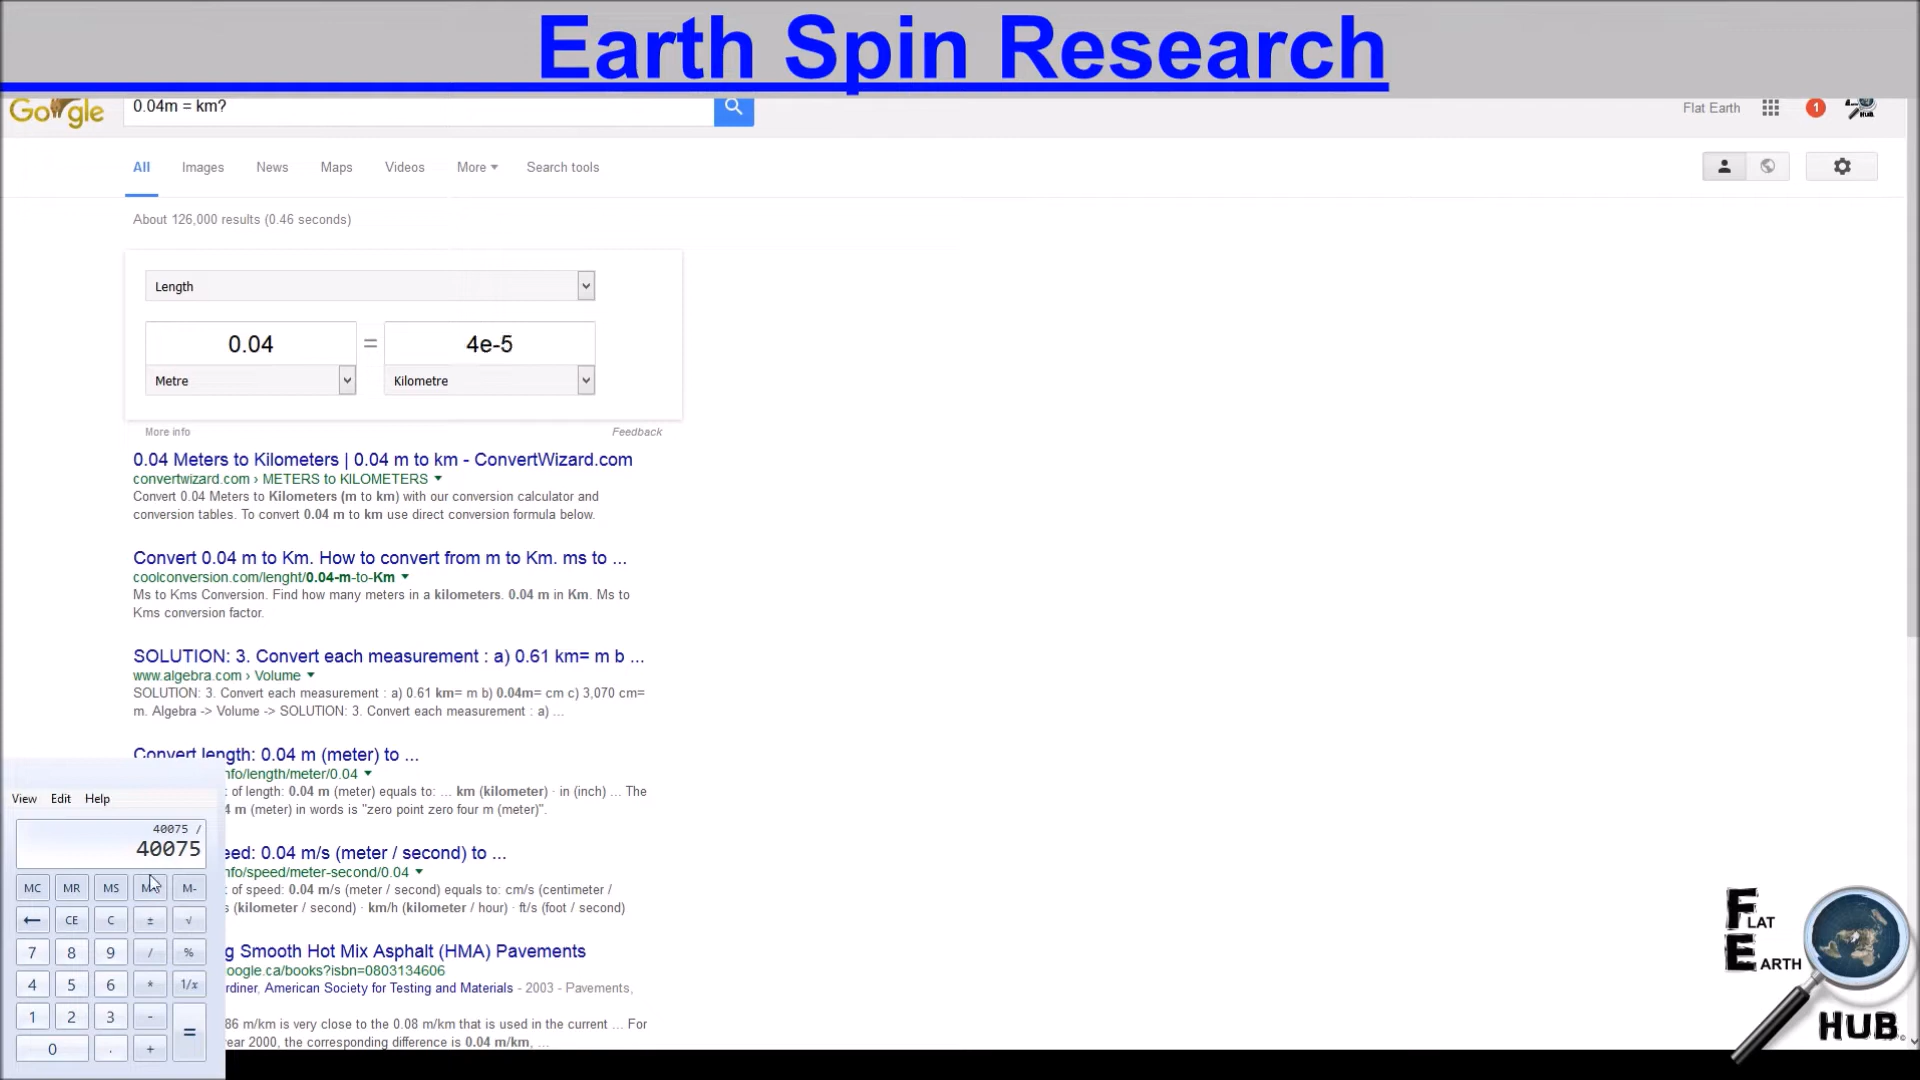 Earth Spin Research
Google
0.04m = km?
Flat Earth
1
All Images News Maps Videos More Search tools
About 126,000 results (0.46 seconds)
Length
0.04 = 4e-5
Metre Kilometre
More info Feedback
0.04 Meters to Kilometers | 0.04 m to km - ConvertWizard.com
convertwizard.com › METERS to KILOMETERS
Convert 0.04 Meters to Kilometers (m to km) with our conversion calculator and
conversion tables. To convert 0.04 m to km use direct conversion formula below.
Convert 0.04 m to Km. How to convert from m to Km. ms to ...
coolconversion.com/lenght/0.04-m-to-Km
Ms to Kms Conversion. Find how many meters in a kilometers. 0.04 m in Km. Ms to
Kms conversion factor.
SOLUTION: 3. Convert each measurement : a) 0.61 km= m b ...
www.algebra.com › Volume
SOLUTION: 3. Convert each measurement : a) 0.61 km= m b) 0.04m= cm c) 3,070 cm=
m. Algebra -> Volume -> SOLUTION: 3. Convert each measurement : a) ...
Convert length: 0.04 m (meter) to ...
nfo/length/meter/0.04
t of length: 0.04 m (meter) equals to: ... km (kilometer) · in (inch) ... The
4 m (meter) in words is "zero point zero four m (meter)".
eed: 0.04 m/s (meter / second) to ...
nfo/speed/meter-second/0.04
t of speed: 0.04 m/s (meter / second) equals to: cm/s (centimeter /
s (kilometer / second) · km/h (kilometer / hour) · ft/s (foot / second)
g Smooth Hot Mix Asphalt (HMA) Pavements
oogle.ca/books?isbn=0803134606
rdiner, American Society for Testing and Materials - 2003 - Pavements,
86 m/km is very close to the 0.08 m/km that is used in the current ... For
ear 2000, the corresponding difference is 0.04 m/km, ...
View Edit Help
40075 /
40075
MC MR MS M-
← CE C ± √
7 8 9 / %
4 5 6 * 1/x
1 2 3 - =
0 . +
FLAT
EARTH
HUB